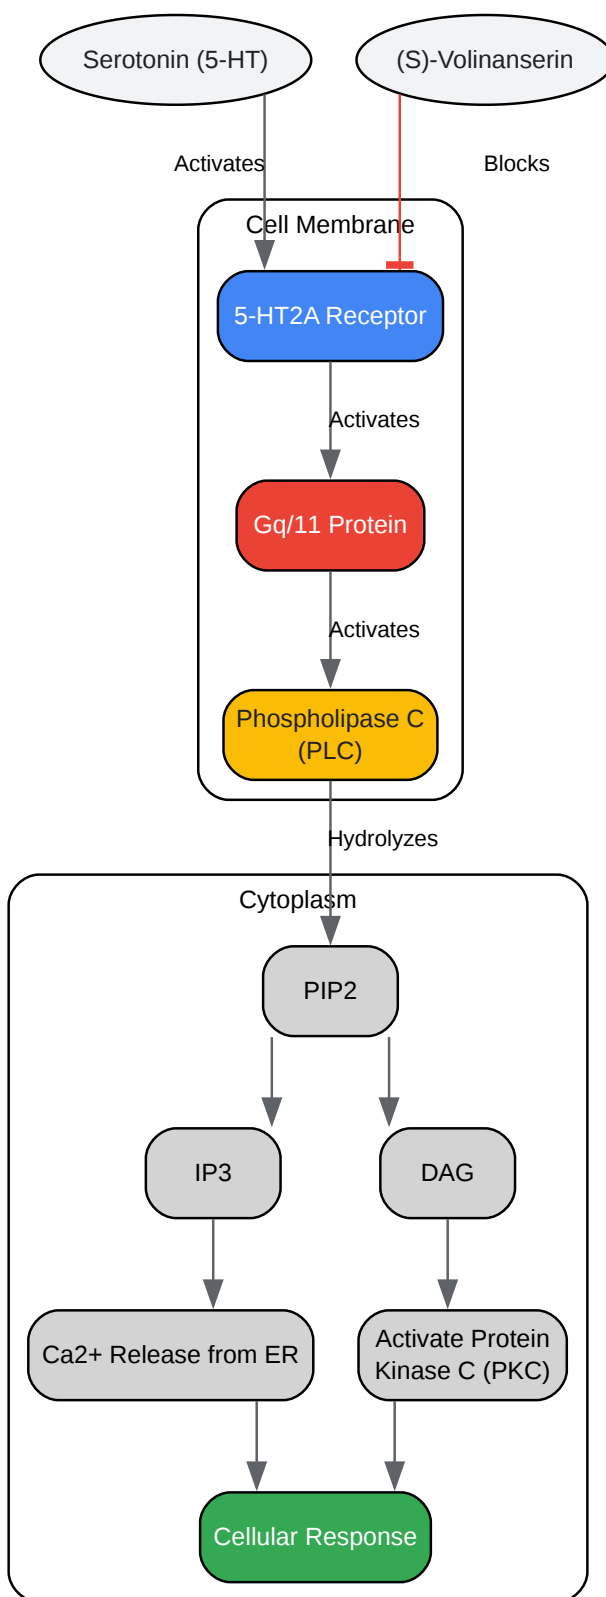 Serotonin (5-HT)
(S)-Volinanserin
Activates
Blocks
Cell Membrane
5-HT2A Receptor
Activates
Gq/11 Protein
Activates
Phospholipase C
(PLC)
Hydrolyzes
Cytoplasm
PIP2
IP3
DAG
Ca2+ Release from ER
Activate Protein
Kinase C (PKC)
Cellular Response